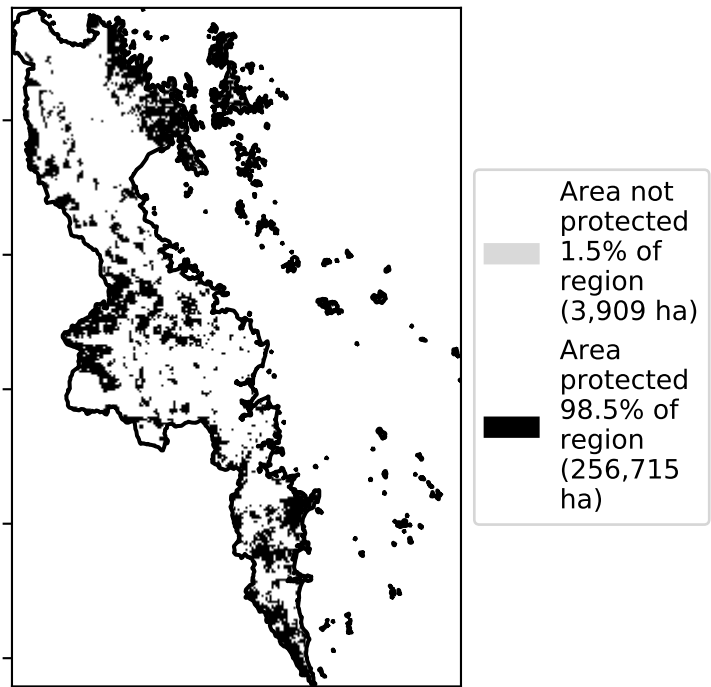 Area not
protected
1.5% of
region
(3,909 ha)
Area
protected
98.5% of
region
(256,715
ha)